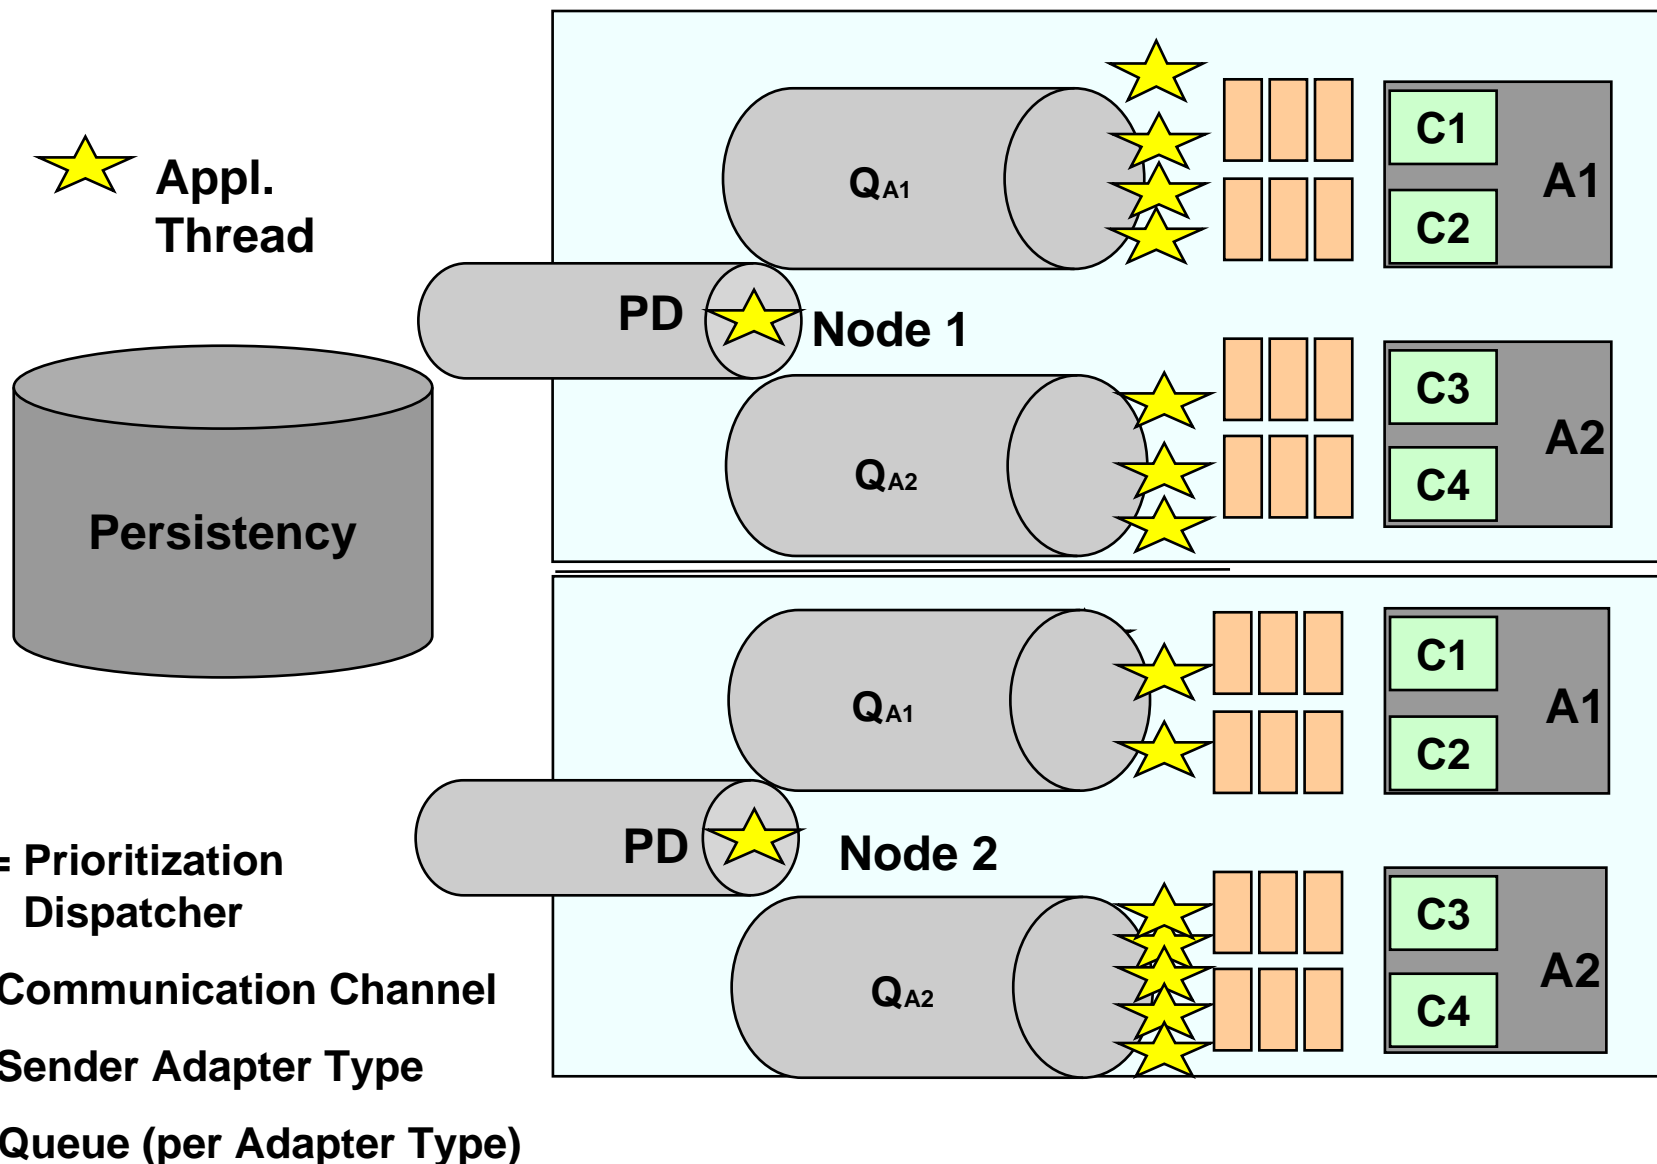 Appl.
Thread
QA1
C1
C2
A1
PD
Node 1
QA2
C3
C4
A2
Persistency
QA1
C1
C2
A1
PD
Node 2
QA2
C3
C4
A2
= Prioritization
Dispatcher
Communication Channel
Sender Adapter Type
Queue (per Adapter Type)